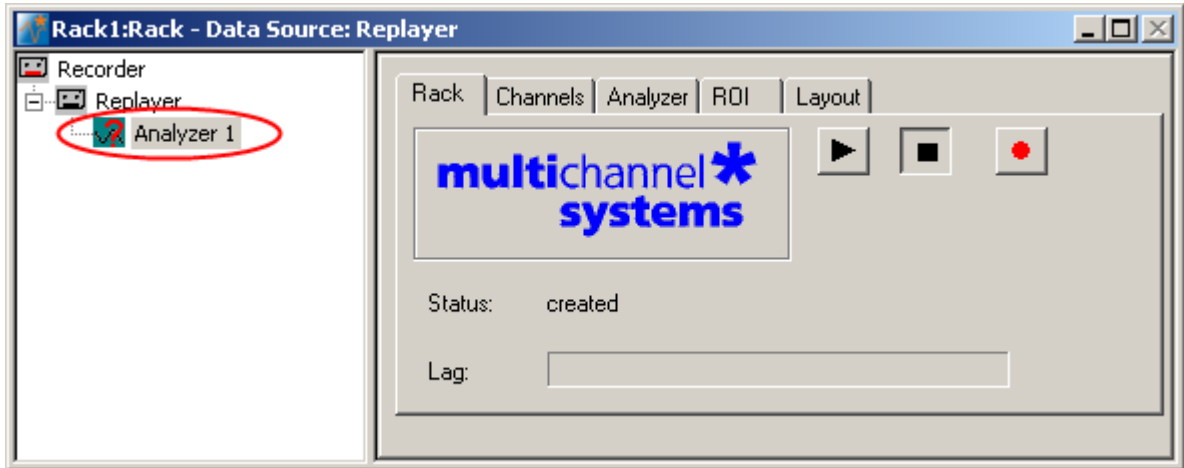 Rack1:Rack - Data Source: Replayer
Recorder
Replayer
Analyzer 1
Rack
Channels
Analyzer
ROI
Layout
multichannel*
systems
Status: created
Lag: